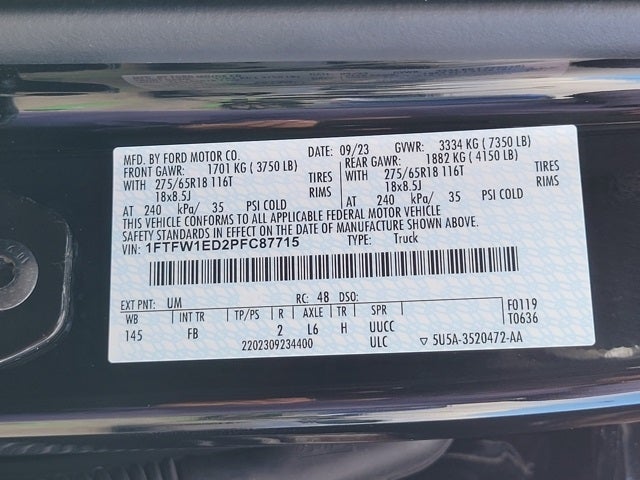 MFD. BY FORD MOTOR CO.
DATE: 09/23 GVWR: 3334 KG ( 7350 LB)
FRONT GAWR: 1701 KG ( 3750 LB) REAR GAWR: 1882 KG ( 4150 LB)
WITH 275/65R18 116T TIRES WITH 275/65R18 116T TIRES
18x8.5J RIMS 18x8.5J RIMS
AT 240 kPa/ 35 PSI COLD AT 240 kPa/ 35 PSI COLD
THIS VEHICLE CONFORMS TO ALL APPLICABLE FEDERAL MOTOR VEHICLE
SAFETY STANDARDS IN EFFECT ON THE DATE OF MANUFACTURE SHOWN ABOVE.
VIN: 1FTFW1ED2PFC87715 TYPE: Truck
EXT PNT: UM RC: 48 DSO: F0119
WB INT TR TP/PS R AXLE TR SPR T0636
145 FB 2 L6 H UUCC
2202309234400 ULC ▽ 5U5A-3520472-AA